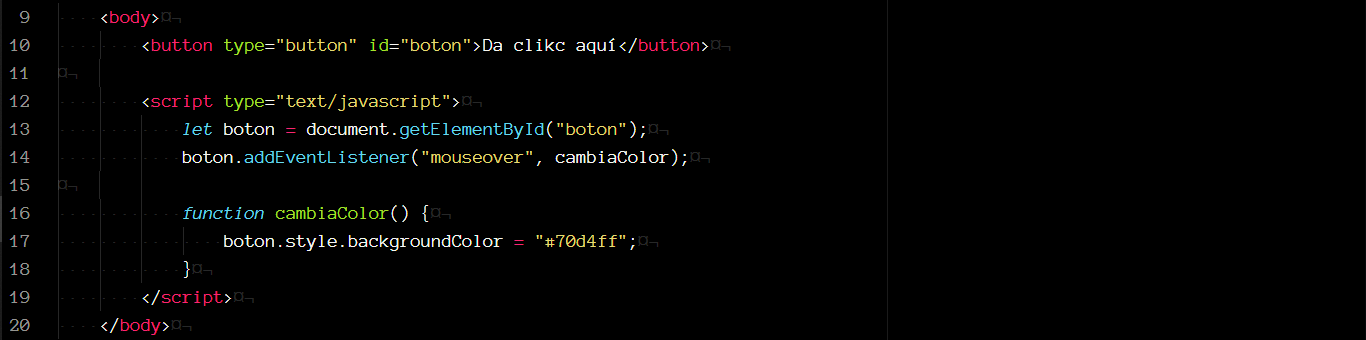 9 <body>
10 <button type="button" id="boton">Da clikc aquí</button>
11
12 <script type="text/javascript">
13 let boton = document.getElementById("boton");
14 boton.addEventListener("mouseover", cambiaColor);
15
16 function cambiaColor() {
17 boton.style.backgroundColor = "#70d4ff";
18 }
19 </script>
20 </body>